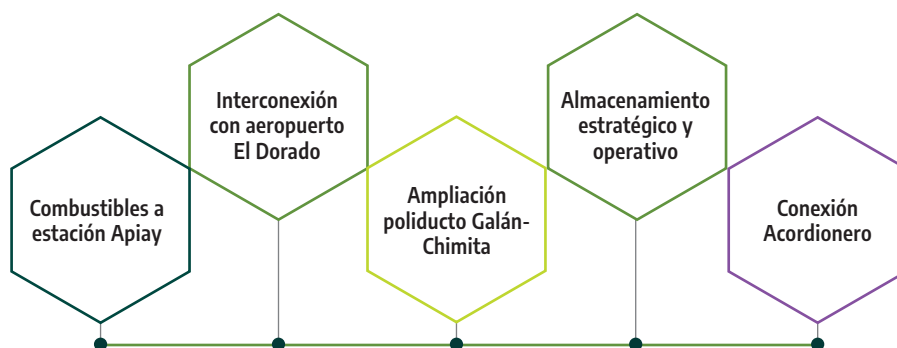 Combustibles a
estación Apiay
Interconexión
con aeropuerto
El Dorado
Ampliación
poliducto Galán-
Chimita
Almacenamiento
estratégico y
operativo
Conexión
Acordionero